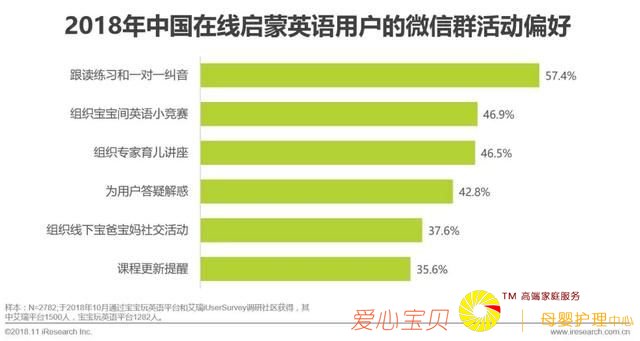 2018年中国在线启蒙英语用户的微信群活动偏好
跟读练习和一对一纠音
57.4%
组织宝宝间英语小竞赛
46.9%
组织专家育儿讲座
46.5%
为用户答疑解惑
42.8%
组织线下宝爸宝妈社交活动
37.6%
课程更新提醒
35.6%
样本：N=2782;于2018年10月通过宝宝玩英语平台和艾瑞iUserSurvey调研社区获得，其
中艾瑞平台1500人，宝宝玩英语平台1282人。
TM 高端家庭服务
爱心宝贝
母婴护理中心
©2018.11 iResearch Inc.
www.iresearch.com.cn